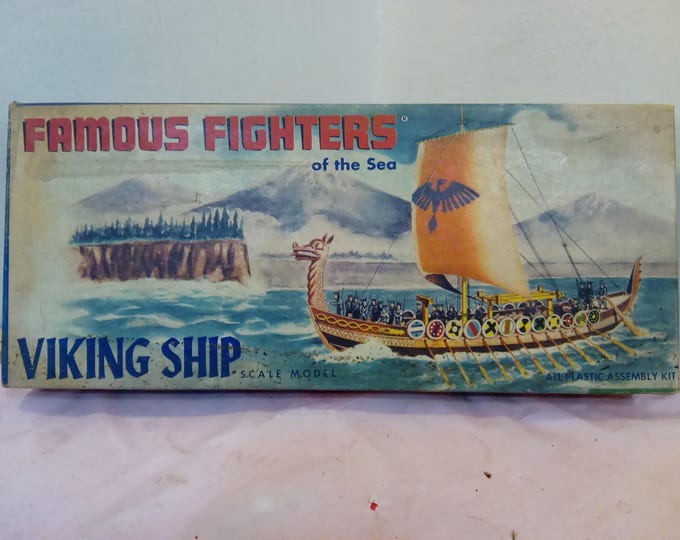 FAMOUS FIGHTERS®
of the Sea
VIKING SHIP
SCALE MODEL
ALL PLASTIC ASSEMBLY KIT